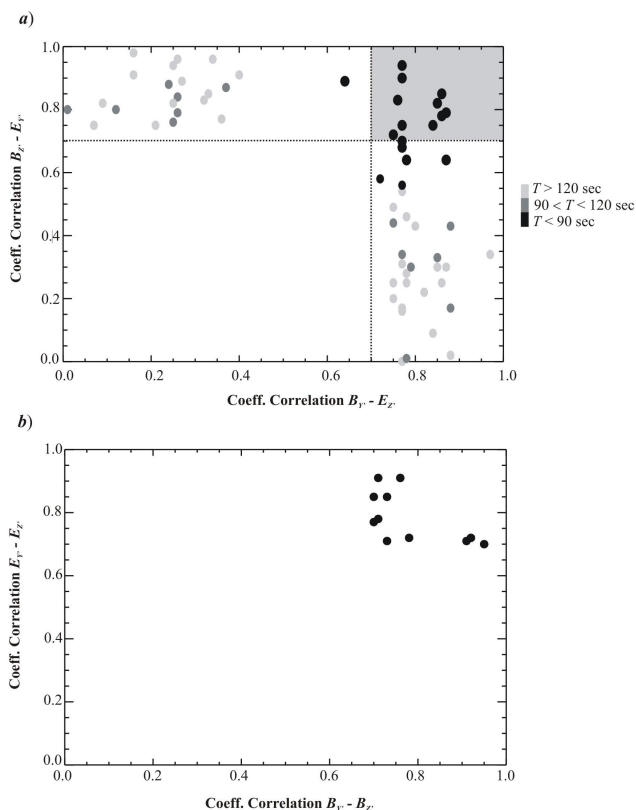 a)
1.0
0.8
0.6
0.4
0.2
0.0
Coeff. Correlation B_Z' - E_Y'
0.0 0.2 0.4 0.6 0.8 1.0
Coeff. Correlation B_Y' - E_Z'
T > 120 sec
90 < T < 120 sec
T < 90 sec
b)
1.0
0.8
0.6
0.4
0.2
0.0
Coeff. Correlation E_Y' - E_Z'
0.0 0.2 0.4 0.6 0.8 1.0
Coeff. Correlation B_Y' - B_Z'